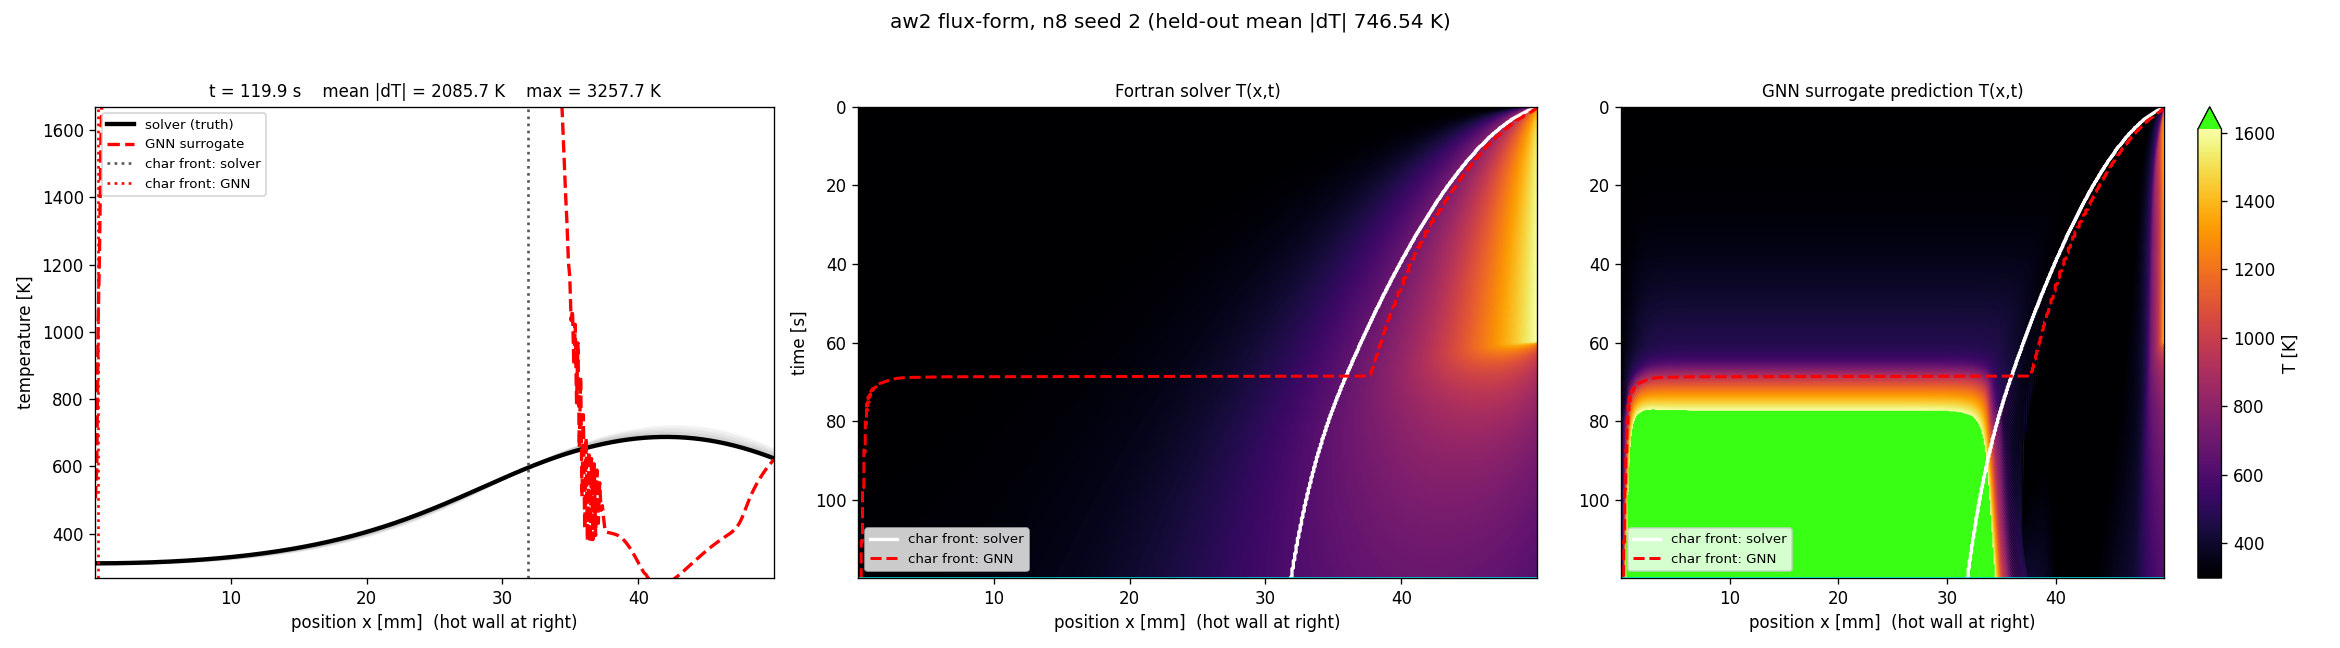 aw2 flux-form, n8 seed 2 (held-out mean |dT| 746.54 K)
t = 119.9 s    mean |dT| = 2085.7 K    max = 3257.7 K
temperature [K]
1600
1400
1200
1000
800
600
400
solver (truth)
GNN surrogate
char front: solver
char front: GNN
10 20 30 40
position x [mm]  (hot wall at right)
Fortran solver T(x,t)
time [s]
0
20
40
60
80
100
char front: solver
char front: GNN
10 20 30 40
position x [mm]  (hot wall at right)
GNN surrogate prediction T(x,t)
0
20
40
60
80
100
char front: solver
char front: GNN
10 20 30 40
position x [mm]  (hot wall at right)
1600
1400
1200
1000
800
600
400
T [K]